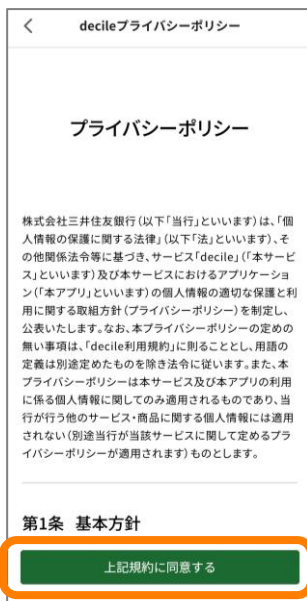 decileプライバシーポリシー
プライバシーポリシー
株式会社三井住友銀行(以下「当行」といいます)は、「個
人情報の保護に関する法律」(以下「法」といいます)、そ
の他関係法令等に基づき、サービス「decile」(「本サービ
ス」といいます)及び本サービスにおけるアプリケーショ
ン(「本アプリ」といいます)の個人情報の適切な保護と利
用に関する取組方針(プライバシーポリシー)を制定し、
公表いたします。なお、本プライバシーポリシーの定めの
無い事項は、「decile利用規約」に則ることとし、用語の
定義は別途定めたものを除き法令に従います。また、本
プライバシーポリシーは本サービス及び本アプリの利用
に係る個人情報に関してのみ適用されるものであり、当
行が行う他のサービス・商品に関する個人情報には適用
されない(別途当行が当該サービスに関して定めるプラ
イバシーポリシーが適用されます)ものとします。
第1条 基本方針
上記規約に同意する